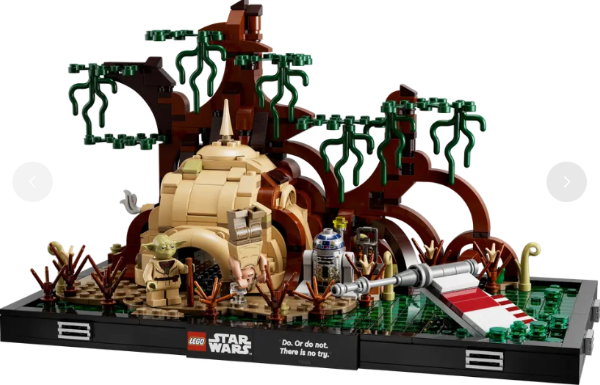 LEGO
STAR
WARS
Do. Or do not.
There is no try.